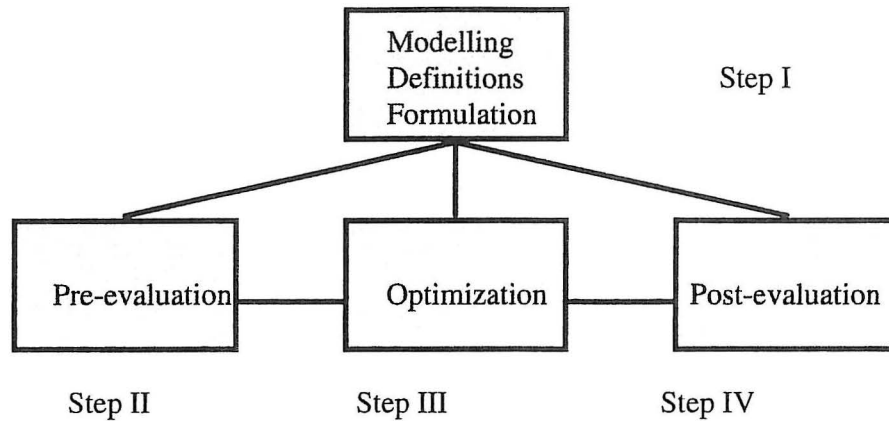 Modelling
Definitions
Formulation
Step I
Pre-evaluation
Optimization
Post-evaluation
Step II
Step III
Step IV